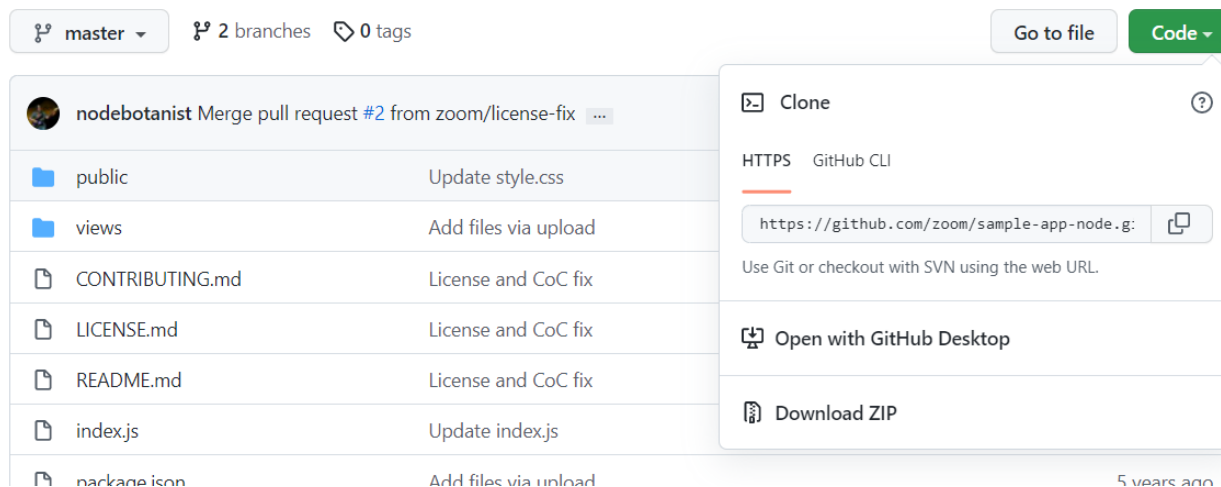 master 2 branches 0 tags Go to file Code
nodebotanist Merge pull request #2 from zoom/license-fix ...
public Update style.css
views Add files via upload
CONTRIBUTING.md License and CoC fix
LICENSE.md License and CoC fix
README.md License and CoC fix
index.js Update index.js
package.json Add files via upload 5 years ago
Clone
HTTPS GitHub CLI
https://github.com/zoom/sample-app-node.gi
Use Git or checkout with SVN using the web URL.
Open with GitHub Desktop
Download ZIP